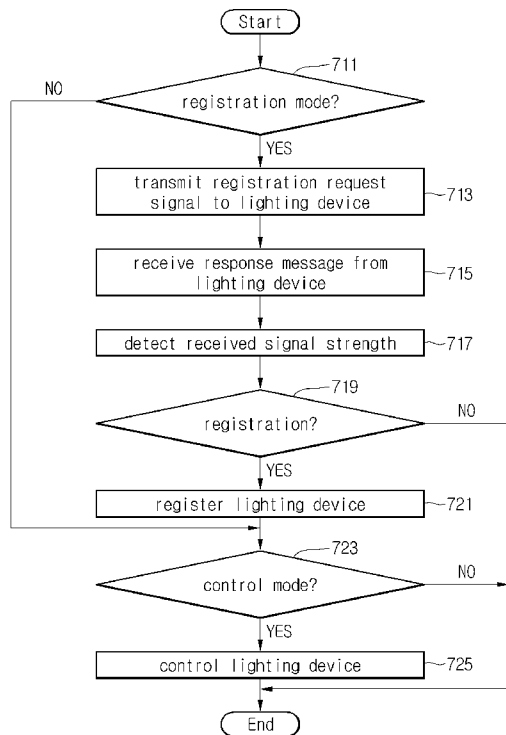 Start
711
NO
registration mode?
YES
transmit registration request
signal to lighting device
713
receive response message from
lighting device
715
detect received signal strength
717
719
registration?
NO
YES
register lighting device
721
723
control mode?
NO
YES
control lighting device
725
End